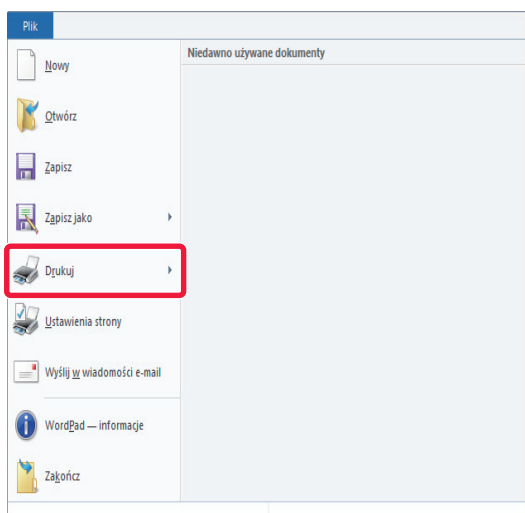 Plik
Niedawno używane dokumenty
Nowy
Otwórz
Zapisz
Zapisz jako
Drukuj
Ustawienia strony
Wyślij w wiadomości e-mail
WordPad — informacje
Zakończ